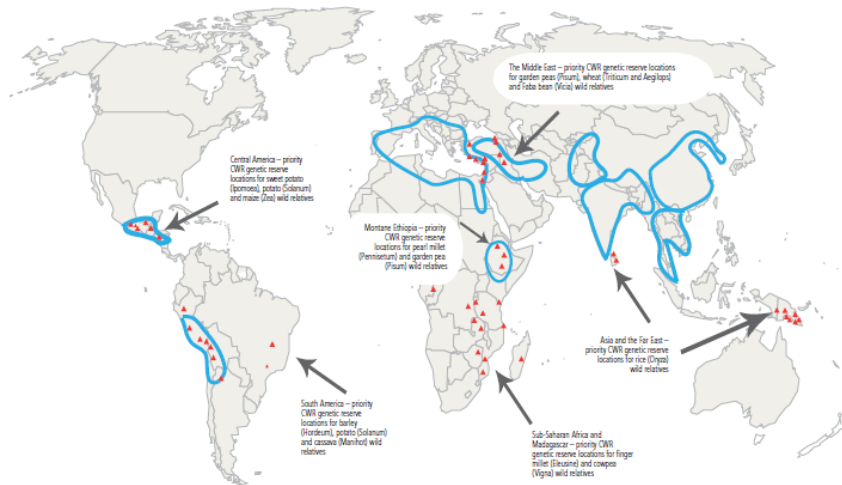 The Middle East – priority CWR genetic reserve locations
for garden peas (Pisum), wheat (Triticum and Aegilops)
and Faba bean (Vicia) wild relatives
Central America – priority
CWR genetic reserve
locations for sweet potato
(Ipomoea), potato (Solanum)
and maize (Zea) wild relatives
Montane Ethiopia – priority
CWR genetic reserve
locations for pearl millet
(Pennisetum) and garden pea
(Pisum) wild relatives
Asia and the Far East –
priority CWR genetic reserve
locations for rice (Oryza)
wild relatives
South America – priority
CWR genetic reserve
locations for barley
(Hordeum), potato (Solanum)
and cassava (Manihot) wild
relatives
Sub-Saharan Africa and
Madagascar – priority CWR
genetic reserve locations for finger
millet (Eleusine) and cowpea
(Vigna) wild relatives